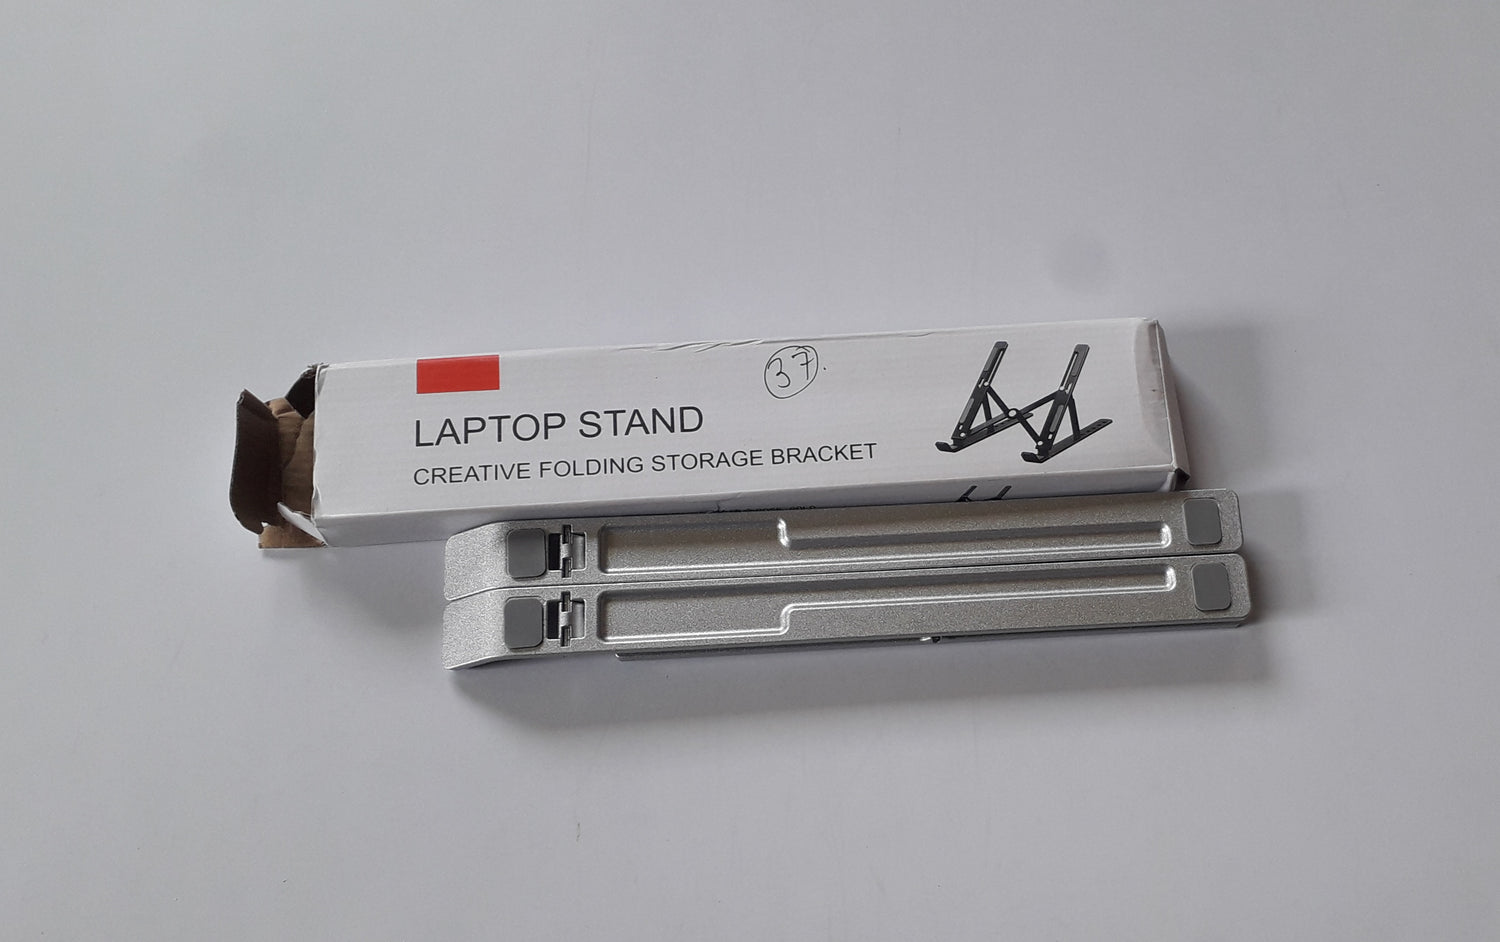 37.
LAPTOP STAND
CREATIVE FOLDING STORAGE BRACKET